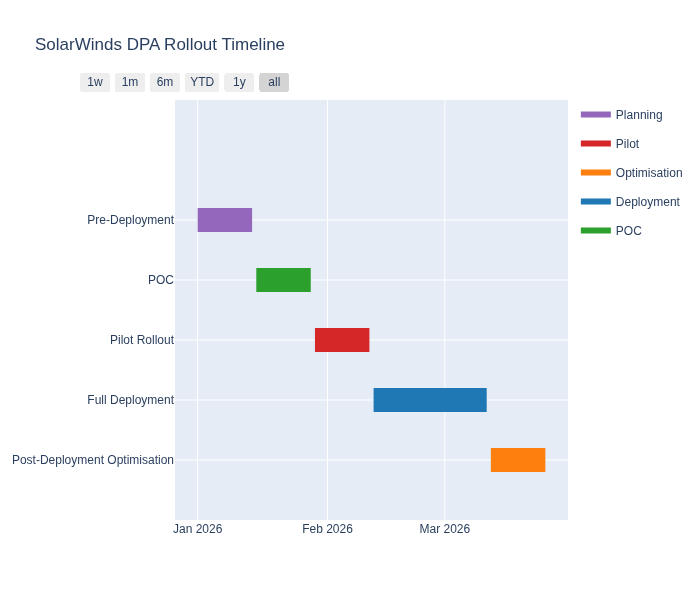 SolarWinds DPA Rollout Timeline
1w 1m 6m YTD 1y all
Planning
Pilot
Optimisation
Deployment
POC
Pre-Deployment
POC
Pilot Rollout
Full Deployment
Post-Deployment Optimisation
Jan 2026 Feb 2026 Mar 2026